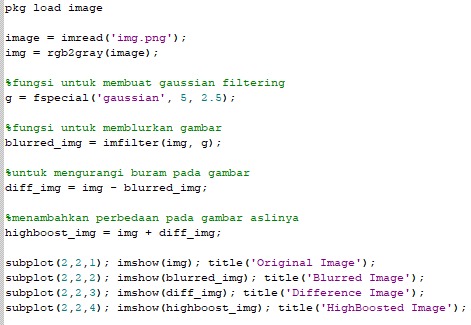 pkg load image
image = imread('img.png');
img = rgb2gray(image);
%fungsi untuk membuat gaussian filtering
g = fspecial('gaussian', 5, 2.5);
%fungsi untuk memblurkan gambar
blurred_img = imfilter(img, g);
%untuk mengurangi buram pada gambar
diff_img = img - blurred_img;
%menambahkan perbedaan pada gambar aslinya
highboost_img = img + diff_img;
subplot(2,2,1); imshow(img); title('Original Image');
subplot(2,2,2); imshow(blurred_img); title('Blurred Image');
subplot(2,2,3); imshow(diff_img); title('Difference Image');
subplot(2,2,4); imshow(highboost_img); title('HighBoosted Image');